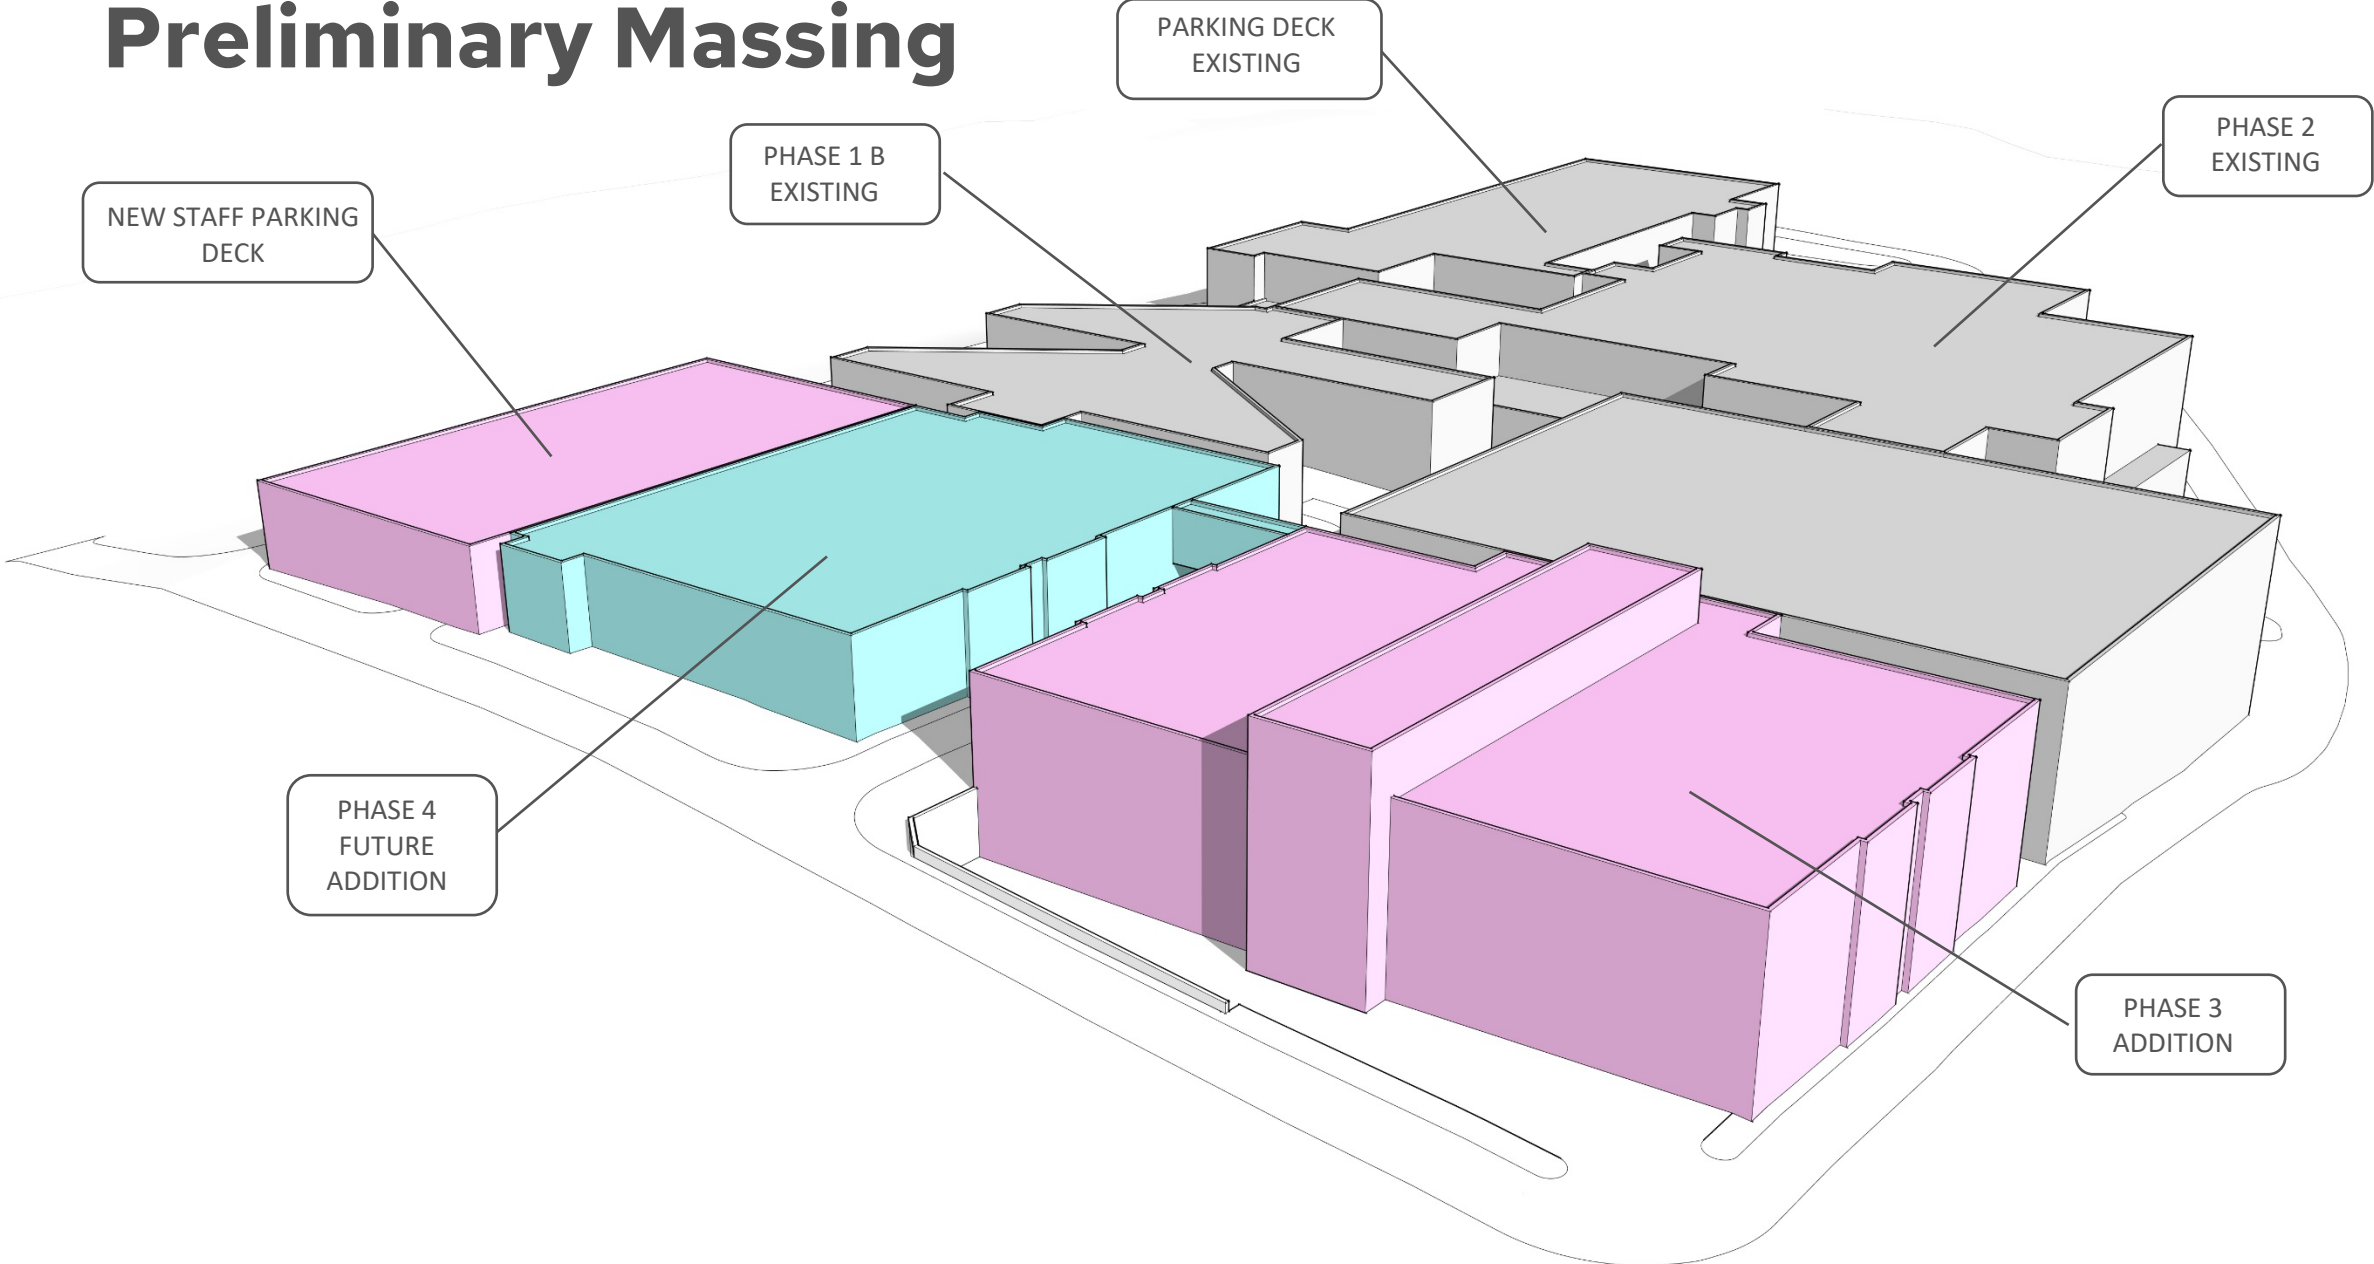 Preliminary Massing
PARKING DECK
EXISTING
PHASE 2
EXISTING
PHASE 1 B
EXISTING
NEW STAFF PARKING
DECK
PHASE 4
FUTURE
ADDITION
PHASE 3
ADDITION